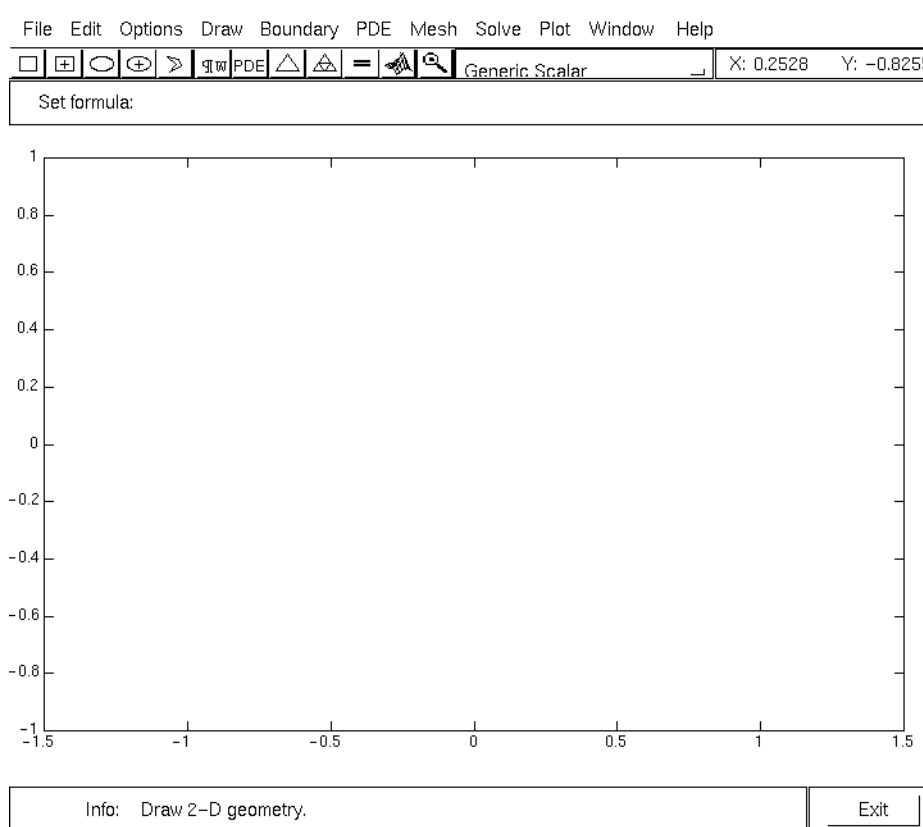 File Edit Options Draw Boundary PDE Mesh Solve Plot Window Help
PDE Generic Scalar X: 0.2528 Y: -0.825
Set formula:
1
0.8
0.6
0.4
0.2
0
-0.2
-0.4
-0.6
-0.8
-1
-1.5 -1 -0.5 0 0.5 1 1.5
Info: Draw 2-D geometry. Exit